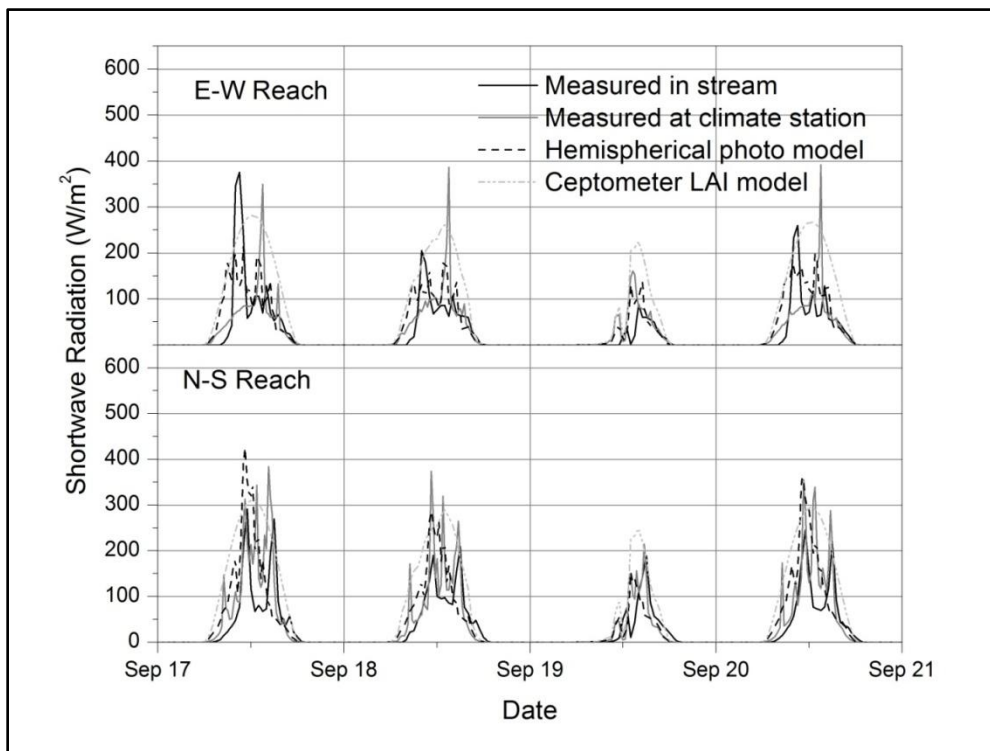 600
500
400
300
200
100
E-W Reach
Measured in stream
Measured at climate station
Hemispherical photo model
Ceptometer LAI model
Shortwave Radiation (W/m²)
600
500
400
300
200
100
0
N-S Reach
Sep 17 Sep 18 Sep 19 Sep 20 Sep 21
Date